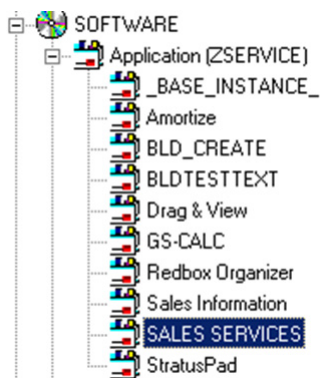 SOFTWARE
Application (ZSERVICE)
_BASE_INSTANCE_
Amortize
BLD_CREATE
BLDTESTTEXT
Drag & View
GS-CALC
Redbox Organizer
Sales Information
SALES SERVICES
StratusPad